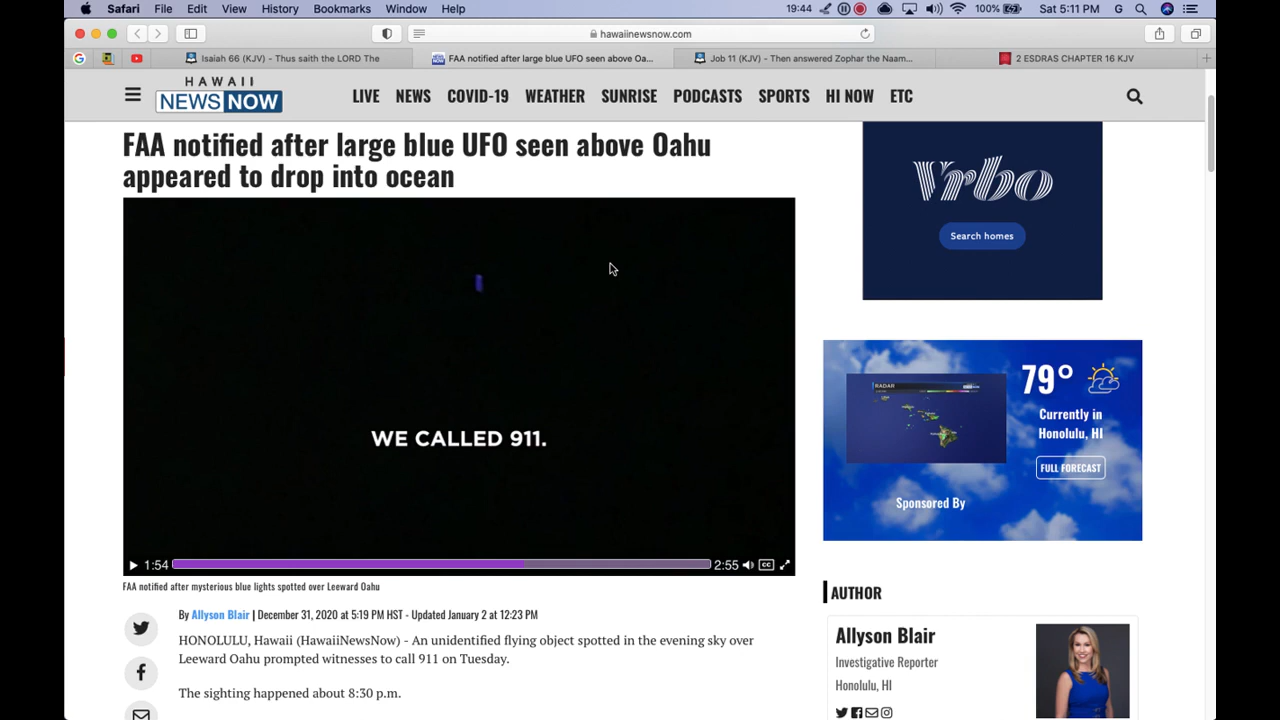 Safari File Edit View History Bookmarks Window Help 19:44 100% Sat 5:11 PM G
hawaiinewsnow.com
Isaiah 66 (KJV) - Thus saith the LORD The
FAA notified after large blue UFO seen above Oa...
Job 11 (KJV) - Then answered Zophar the Naam...
2 ESDRAS CHAPTER 16 KJV
HAWAII
NEWS NOW
LIVE NEWS COVID-19 WEATHER SUNRISE PODCASTS SPORTS HI NOW ETC
FAA notified after large blue UFO seen above Oahu
appeared to drop into ocean
WE CALLED 911.
1:54 2:55 CC
FAA notified after mysterious blue lights spotted over Leeward Oahu
By Allyson Blair | December 31, 2020 at 5:19 PM HST - Updated January 2 at 12:23 PM
HONOLULU, Hawaii (HawaiiNewsNow) - An unidentified flying object spotted in the evening sky over
Leeward Oahu prompted witnesses to call 911 on Tuesday.
The sighting happened about 8:30 p.m.
Vrbo
Search homes
RADAR
79°
Currently in
Honolulu, HI
FULL FORECAST
Sponsored By
AUTHOR
Allyson Blair
Investigative Reporter
Honolulu, HI